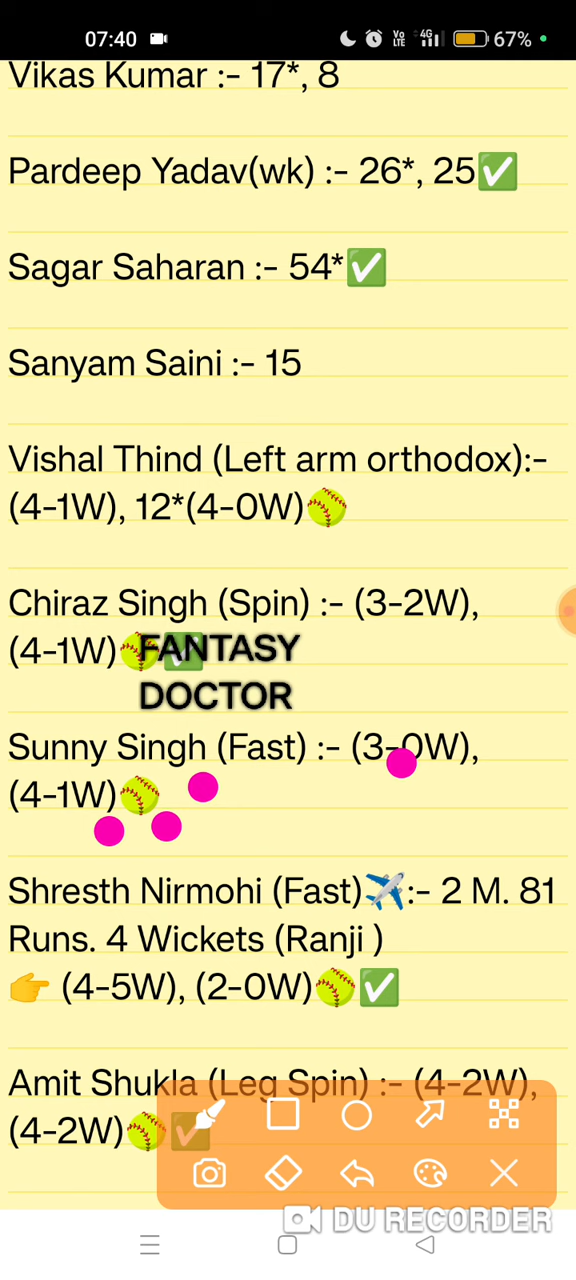 07:40 Vo LTE 4G 67%
Vikas Kumar :- 17*, 8
Pardeep Yadav(wk) :- 26*, 25✅
Sagar Saharan :- 54*✅
Sanyam Saini :- 15
Vishal Thind (Left arm orthodox):-
(4-1W), 12*(4-0W)🥎
Chiraz Singh (Spin) :- (3-2W),
(4-1W)🥎✅
FANTASY
DOCTOR
Sunny Singh (Fast) :- (3-0W),
(4-1W)🥎
Shresth Nirmohi (Fast)✈️:- 2 M. 81
Runs. 4 Wickets (Ranji )
👉 (4-5W), (2-0W)🥎✅
Amit Shukla (Leg Spin) :- (4-2W),
(4-2W)🥎✅
DU RECORDER